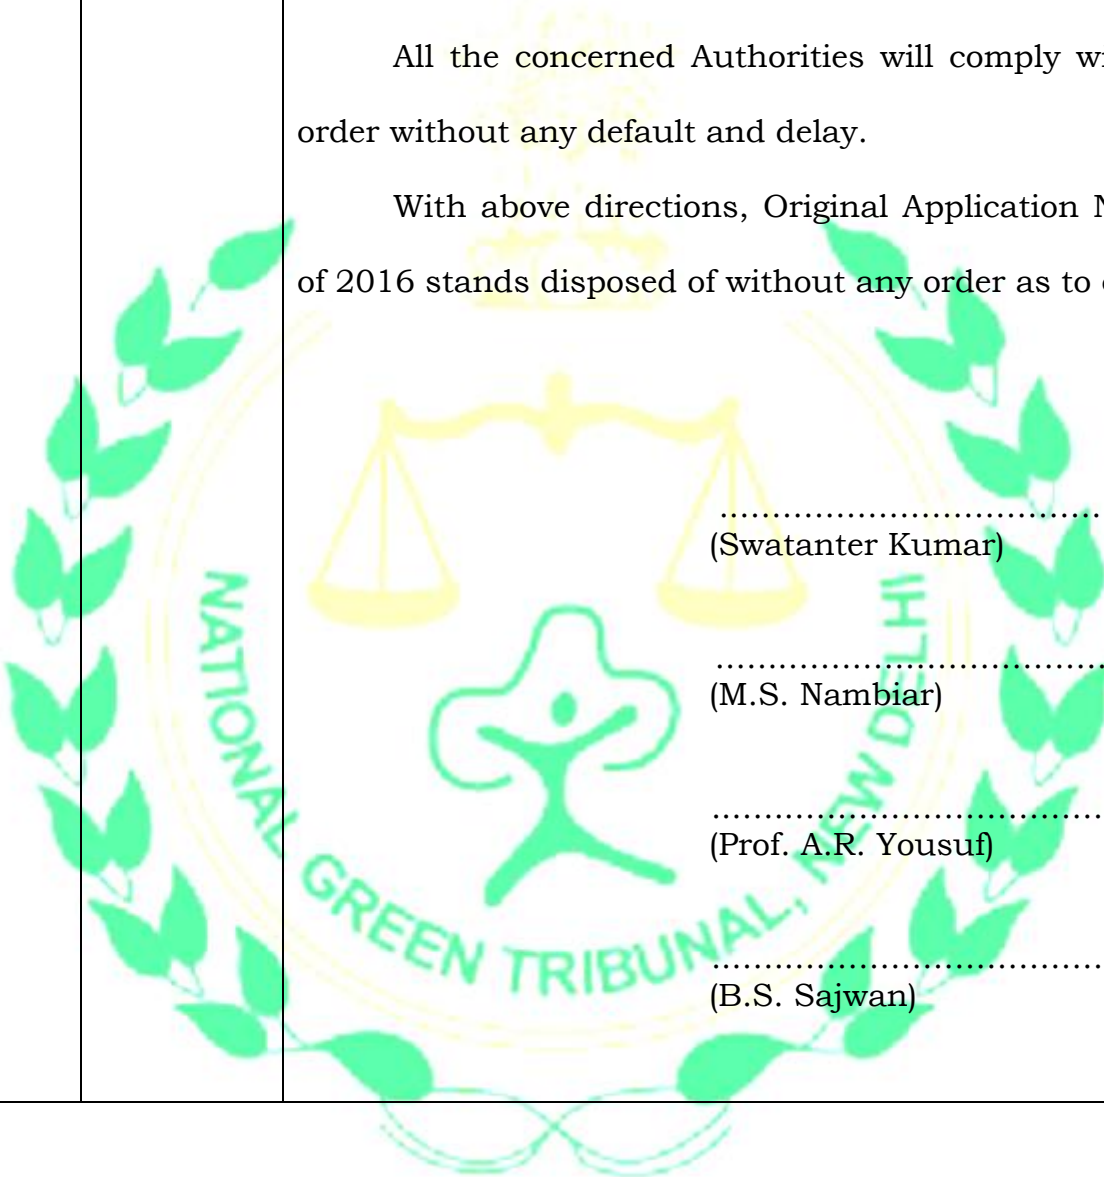 All the concerned Authorities will comply
order without any default and delay.
With above directions, Original Application
of 2016 stands disposed of without any order as to
....................................
(Swatanter Kumar)
....................................
(M.S. Nambiar)
....................................
(Prof. A.R. Yousuf)
....................................
(B.S. Sajwan)
NATIONAL GREEN TRIBUNAL, NEW DELHI